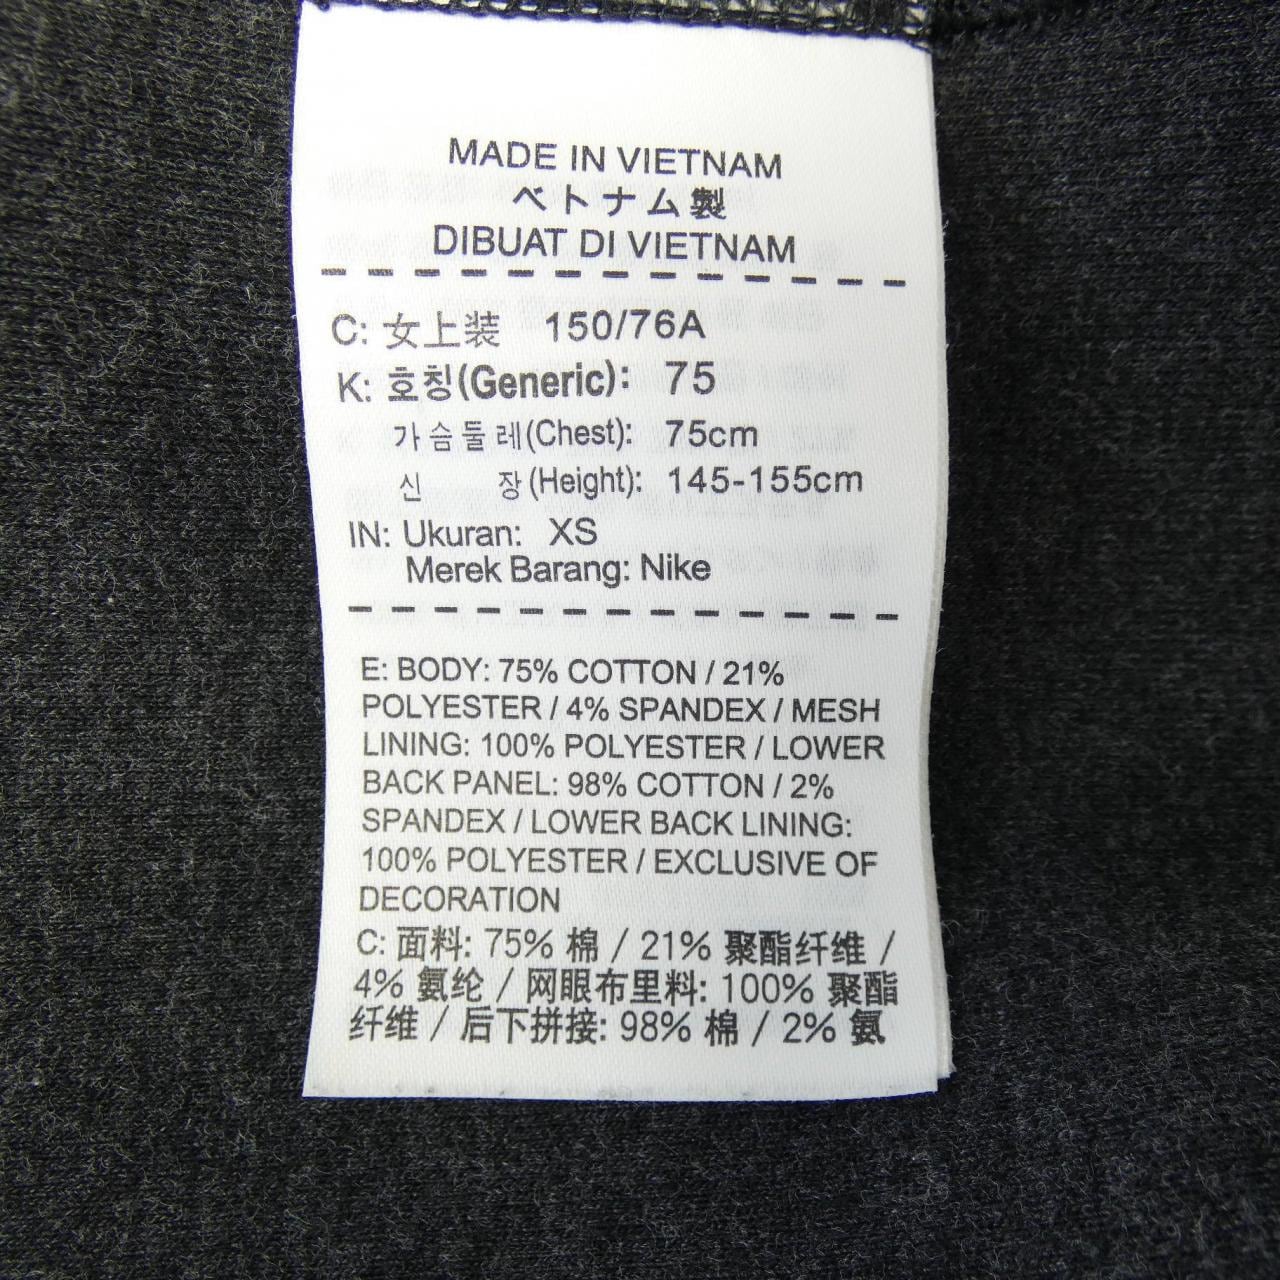 MADE IN VIETNAM
ベトナム製
DIBUAT DI VIETNAM
C: 女上装 150/76A
K: 호칭(Generic): 75
가슴둘레(Chest): 75cm
신 장(Height): 145-155cm
IN: Ukuran: XS
Merek Barang: Nike
E: BODY: 75% COTTON / 21%
POLYESTER / 4% SPANDEX / MESH
LINING: 100% POLYESTER / LOWER
BACK PANEL: 98% COTTON / 2%
SPANDEX / LOWER BACK LINING:
100% POLYESTER / EXCLUSIVE OF
DECORATION
C: 面料: 75% 棉 / 21% 聚酯纤维 /
4% 氨纶 / 网眼布里料: 100% 聚酯
纤维 / 后下拼接: 98% 棉 / 2% 氨